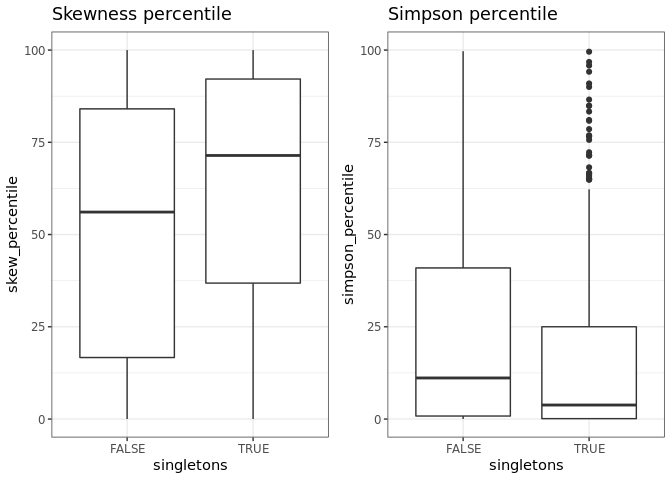 Skewness percentile
100
75
50
25
0
skew_percentile
FALSE
TRUE
singletons
Simpson percentile
100
75
50
25
0
simpson_percentile
FALSE
TRUE
singletons